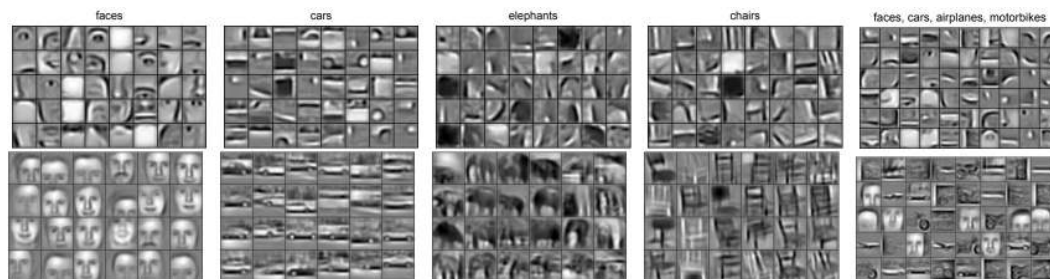 faces
cars
elephants
chairs
faces, cars, airplanes, motorbikes